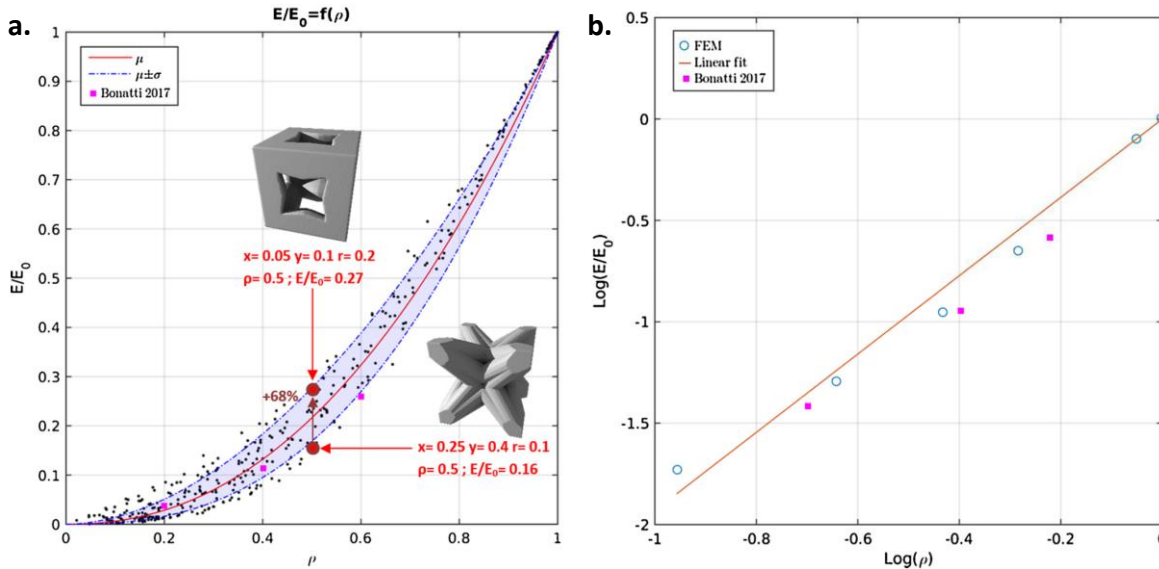 a.
E/E₀=f(ρ)
1
0.9
0.8
0.7
0.6
0.5
0.4
0.3
0.2
0.1
0
E/E₀
μ
μ±σ
Bonatti 2017
x= 0.05 y= 0.1 r= 0.2
ρ= 0.5 ; E/E₀= 0.27
+68%
x= 0.25 y= 0.4 r= 0.1
ρ= 0.5 ; E/E₀= 0.16
0
0.2
0.4
0.6
0.8
1
ρ
b.
0.5
0
-0.5
-1
-1.5
-2
Log(E/E₀)
FEM
Linear fit
Bonatti 2017
-1
-0.8
-0.6
-0.4
-0.2
Log(ρ)